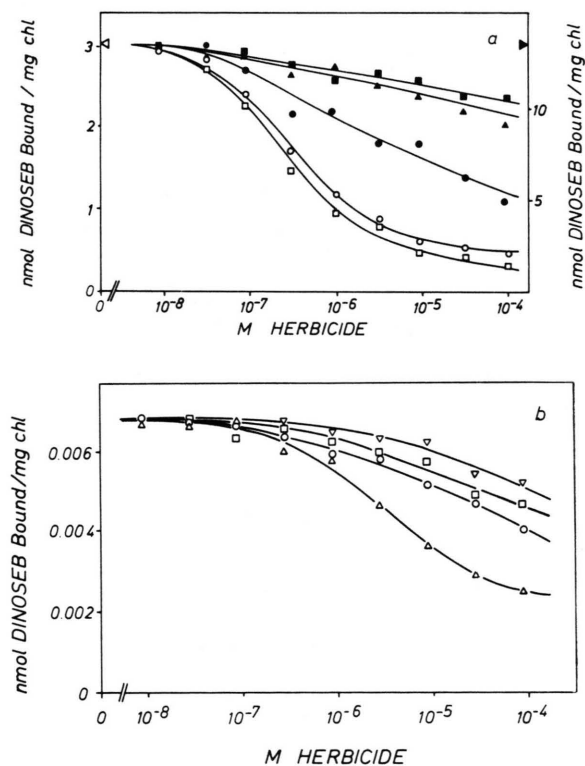 a
3
2
1
0
10
5
nmol DINOSEB Bound / mg chl
nmol DINOSEB Bound / mg chl
0 10⁻⁸ 10⁻⁷ 10⁻⁶ 10⁻⁵ 10⁻⁴
M HERBICIDE
b
0.006
0.004
0.002
0
nmol DINOSEB Bound/mg chl
0 10⁻⁸ 10⁻⁷ 10⁻⁶ 10⁻⁵ 10⁻⁴
M HERBICIDE